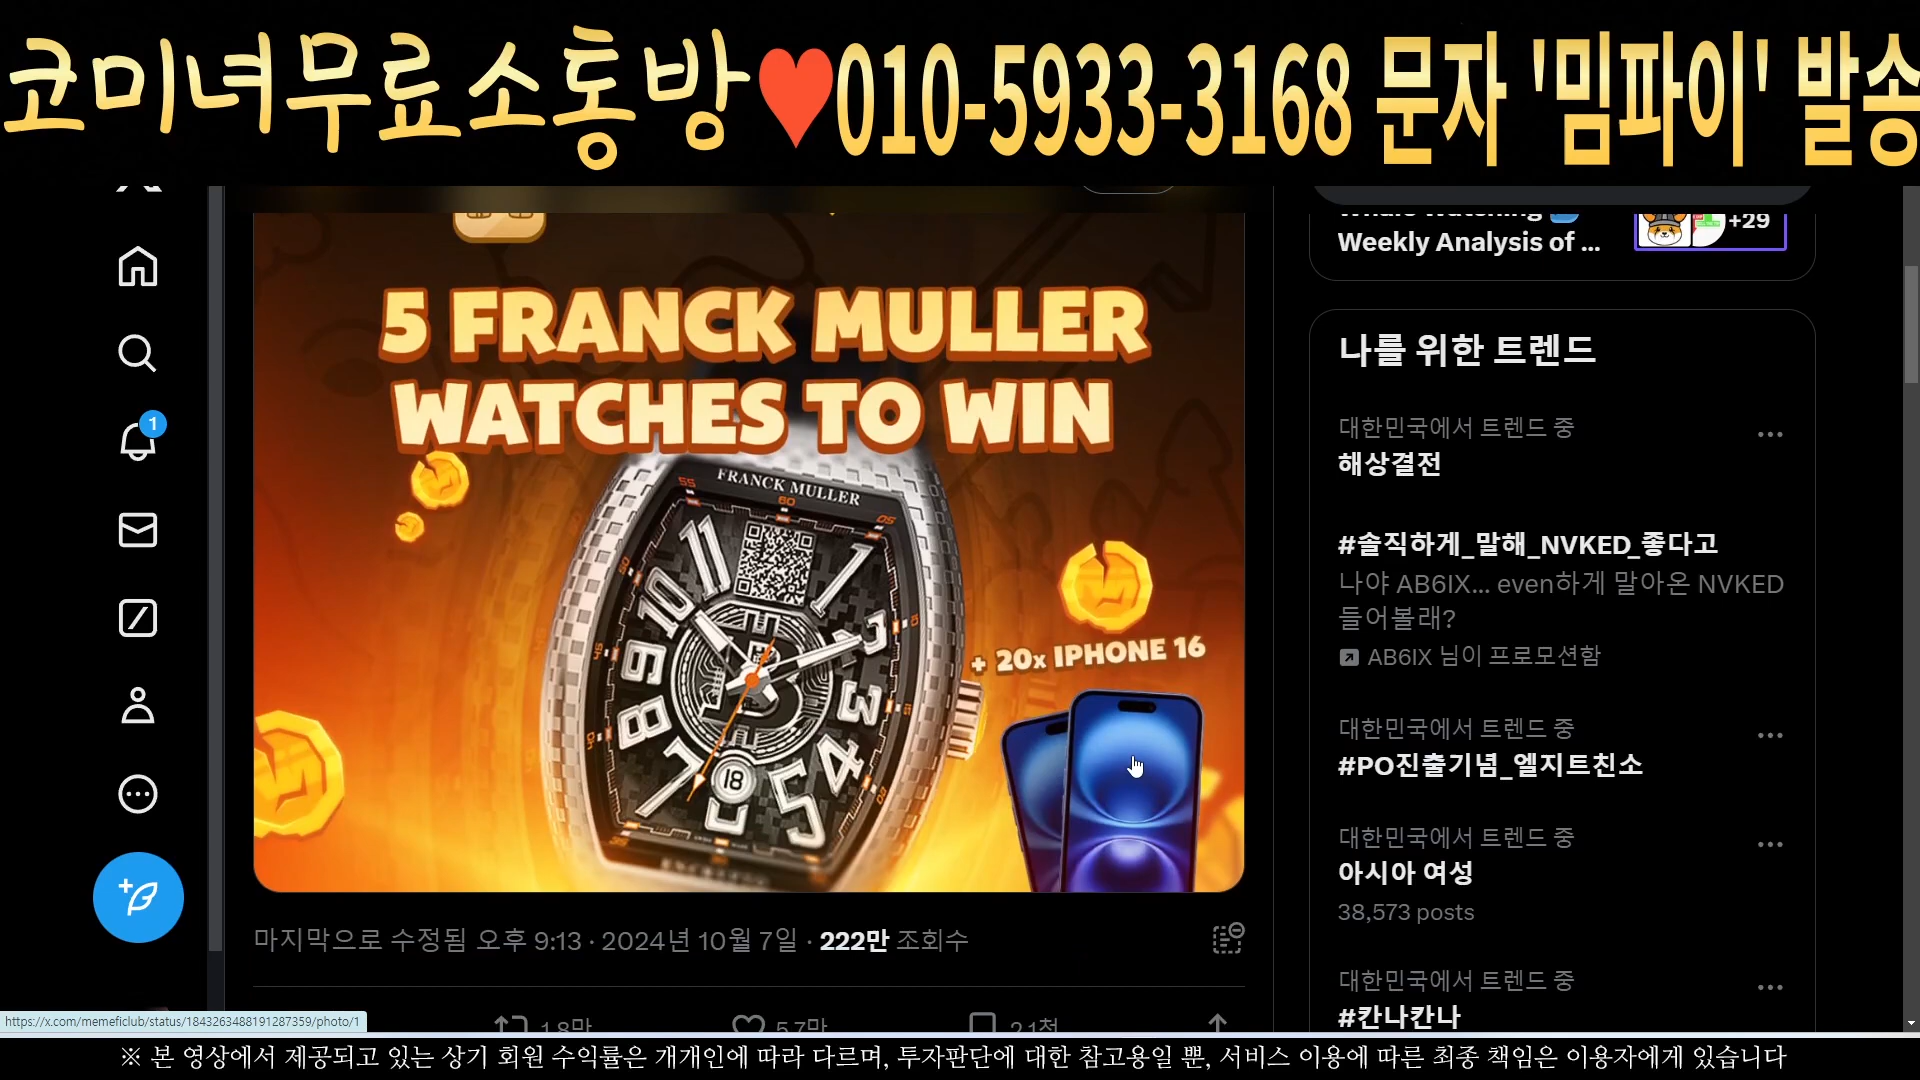 코미녀무료소통방♥010-5933-3168 문자 '밈파이' 발송
Weekly Analysis of ...
+29
5 FRANCK MULLER
WATCHES TO WIN
FRANCK MULLER
+ 20x IPHONE 16
18
1
나를 위한 트렌드
대한민국에서 트렌드 중
해상결전
#솔직하게_말해_NVKED_좋다고
나야 AB6IX... even하게 말아온 NVKED
들어볼래?
AB6IX 님이 프로모션함
대한민국에서 트렌드 중
#PO진출기념_엘지트친소
대한민국에서 트렌드 중
아시아 여성
38,573 posts
대한민국에서 트렌드 중
#칸나칸나
마지막으로 수정됨 오후 9:13 · 2024년 10월 7일 · 222만 조회수
1.8만 5.7만 2.1천
https://x.com/memeficlub/status/1843263488191287359/photo/1
※ 본 영상에서 제공되고 있는 상기 회원 수익률은 개개인에 따라 다르며, 투자판단에 대한 참고용일 뿐, 서비스 이용에 따른 최종 책임은 이용자에게 있습니다